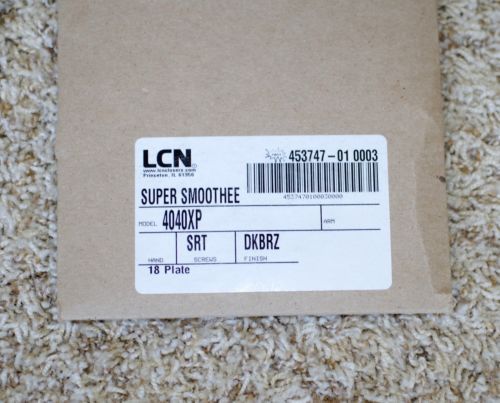 LCN®
www.lcnclosers.com
Princeton, IL 61356
453747-01 0003
4537470100030000
SUPER SMOOTHEE
MODEL 4040XP
ARM
SRT DKBRZ
HAND SCREWS FINISH
18 Plate